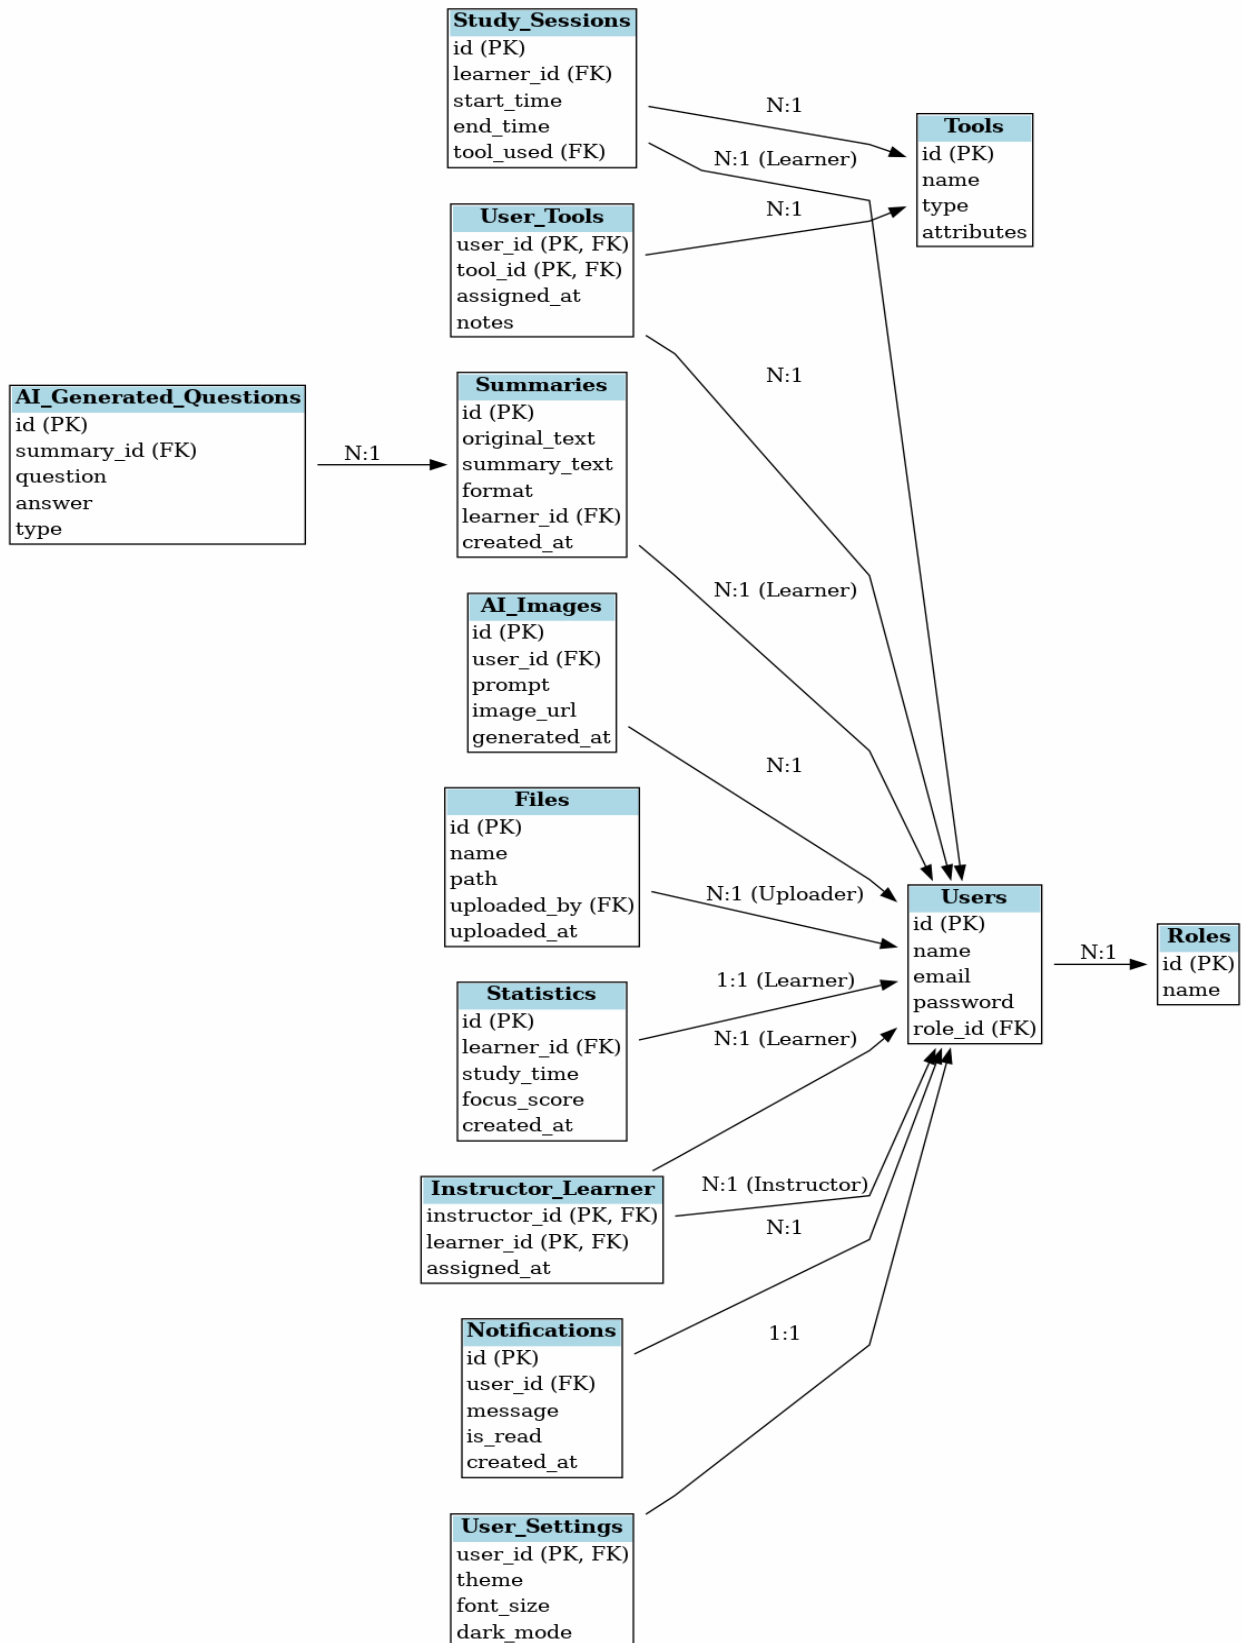 Study_Sessions
id (PK)
learner_id (FK)
start_time
end_time
tool_used (FK)
N:1
N:1 (Learner)
Tools
id (PK)
name
type
attributes
User_Tools
user_id (PK, FK)
tool_id (PK, FK)
assigned_at
notes
N:1
N:1
AI_Generated_Questions
id (PK)
summary_id (FK)
question
answer
type
N:1
Summaries
id (PK)
original_text
summary_text
format
learner_id (FK)
created_at
N:1 (Learner)
AI_Images
id (PK)
user_id (FK)
prompt
image_url
generated_at
N:1
Files
id (PK)
name
path
uploaded_by (FK)
uploaded_at
N:1 (Uploader)
Users
id (PK)
name
email
password
role_id (FK)
N:1
Roles
id (PK)
name
Statistics
id (PK)
learner_id (FK)
study_time
focus_score
created_at
1:1 (Learner)
N:1 (Learner)
Instructor_Learner
instructor_id (PK, FK)
learner_id (PK, FK)
assigned_at
N:1 (Instructor)
N:1
Notifications
id (PK)
user_id (FK)
message
is_read
created_at
1:1
User_Settings
user_id (PK, FK)
theme
font_size
dark_mode